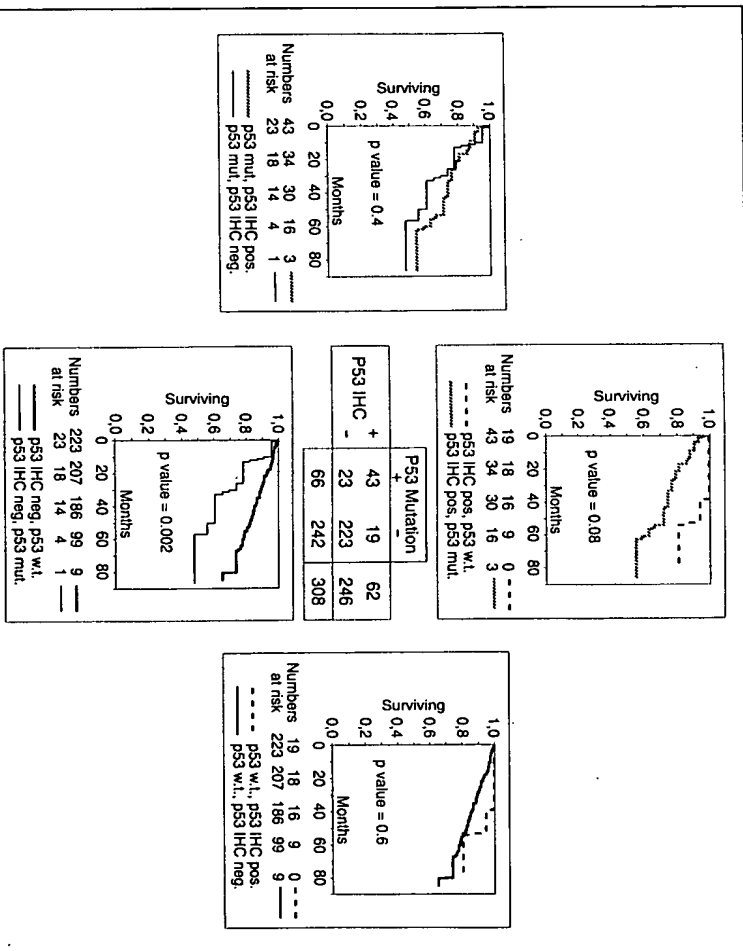 Surviving
1,0
0,8
0,6
0,4
0,2
0,0
p value = 0.6
0 20 40 60 80
Months
Numbers at risk
19 18 16 9 0
223 207 186 99 9
p53 w.t., p53 IHC pos.
p53 w.t., p53 IHC neg.
Surviving
1,0
0,8
0,6
0,4
0,2
0,0
p value = 0.08
0 20 40 60 80
Months
Numbers at risk
19 18 16 9 0
43 34 30 16 3
p53 IHC pos, p53 w.t.
p53 IHC pos, p53 mut.
P53 Mutation
+ -
P53 IHC
+ 43 19 62
- 23 223 246
66 242 308
Surviving
1,0
0,8
0,6
0,4
0,2
0,0
p value = 0.002
0 20 40 60 80
Months
Numbers at risk
223 207 186 99 9
23 18 14 4 1
p53 IHC neg, p53 w.t.
p53 IHC neg, p53 mut.
Surviving
1,0
0,8
0,6
0,4
0,2
0,0
p value = 0.4
0 20 40 60 80
Months
Numbers at risk
43 34 30 16 3
23 18 14 4 1
p53 mut, p53 IHC pos.
p53 mut, p53 IHC neg.